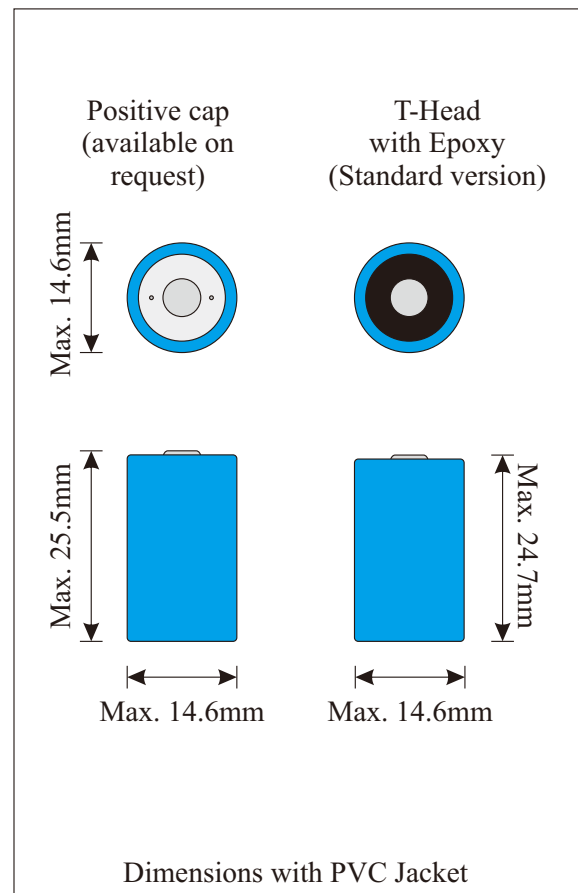 Positive cap
(available on
request)
T-Head
with Epoxy
(Standard version)
Max. 14.6mm
Max. 25.5mm
Max. 24.7mm
Max. 14.6mm
Max. 14.6mm
Dimensions with PVC Jacket